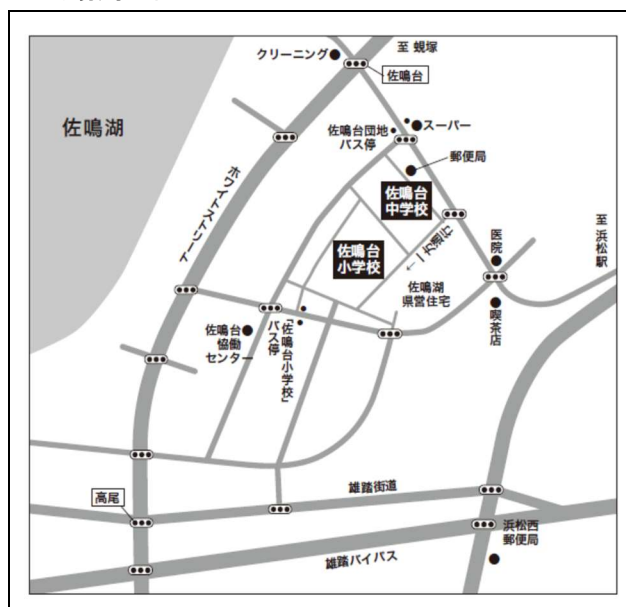 至 蜆塚
クリーニング
佐鳴台
佐鳴湖
佐鳴台団地
バス停
スーパー
郵便局
ホワイトストリート
佐鳴台
中学校
佐鳴台
小学校
←一方通行
医院
至 浜松駅
佐鳴湖
県営住宅
喫茶店
佐鳴台
協働
センター
「佐鳴台小学校」
バス停
高尾
雄踏街道
浜松西
郵便局
雄踏バイパス